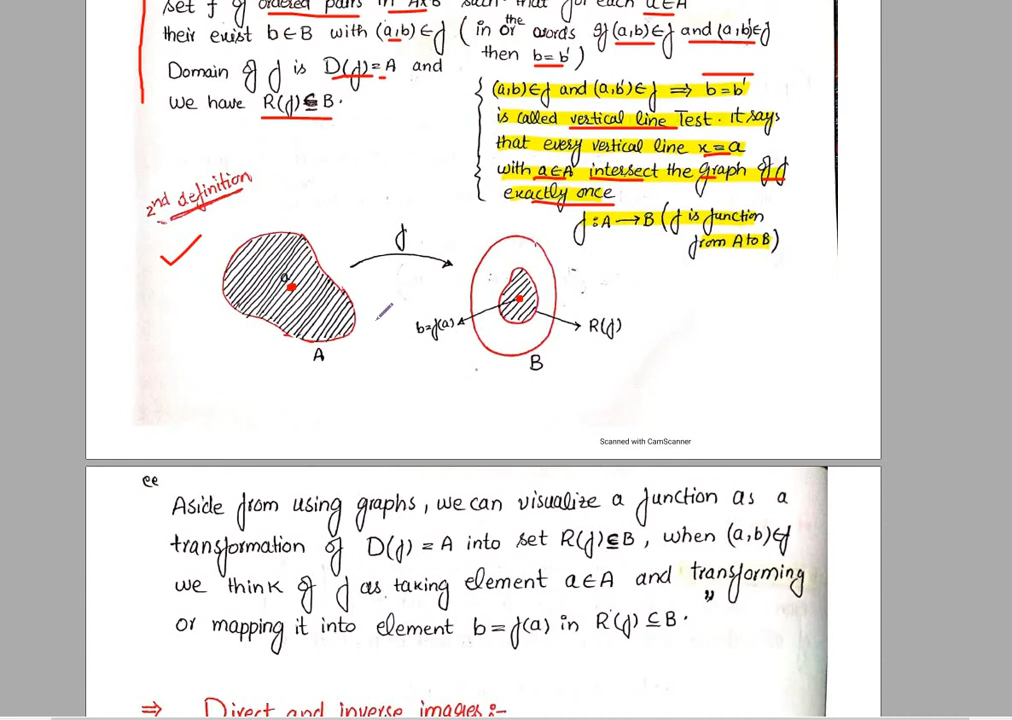 set f of ordered pairs in AxB such that for each a∈A
their exist b∈B with (a,b)∈f ( in or the words if (a,b)∈f and (a,b')∈f
then b=b' )
Domain of f is D(f)=A and
we have R(f)⊆B.
(a,b)∈f and (a,b')∈f ⇒ b=b'
is called vertical line Test. it says
that every vertical line x=a
with a∈A intersect the graph of f
exactly once
f:A→B (f is function
from A to B)
2nd definition
f
a
b=f(a)
R(f)
A
B
Scanned with CamScanner
ee
Aside from using graphs, we can visualize a function as a
transformation of D(f) = A into set R(f)⊆B, when (a,b)∈f
we think of f as taking element a∈A and transforming
or mapping it into element b=f(a) in R(f) ⊆B. "
⇒ Direct and inverse images:-